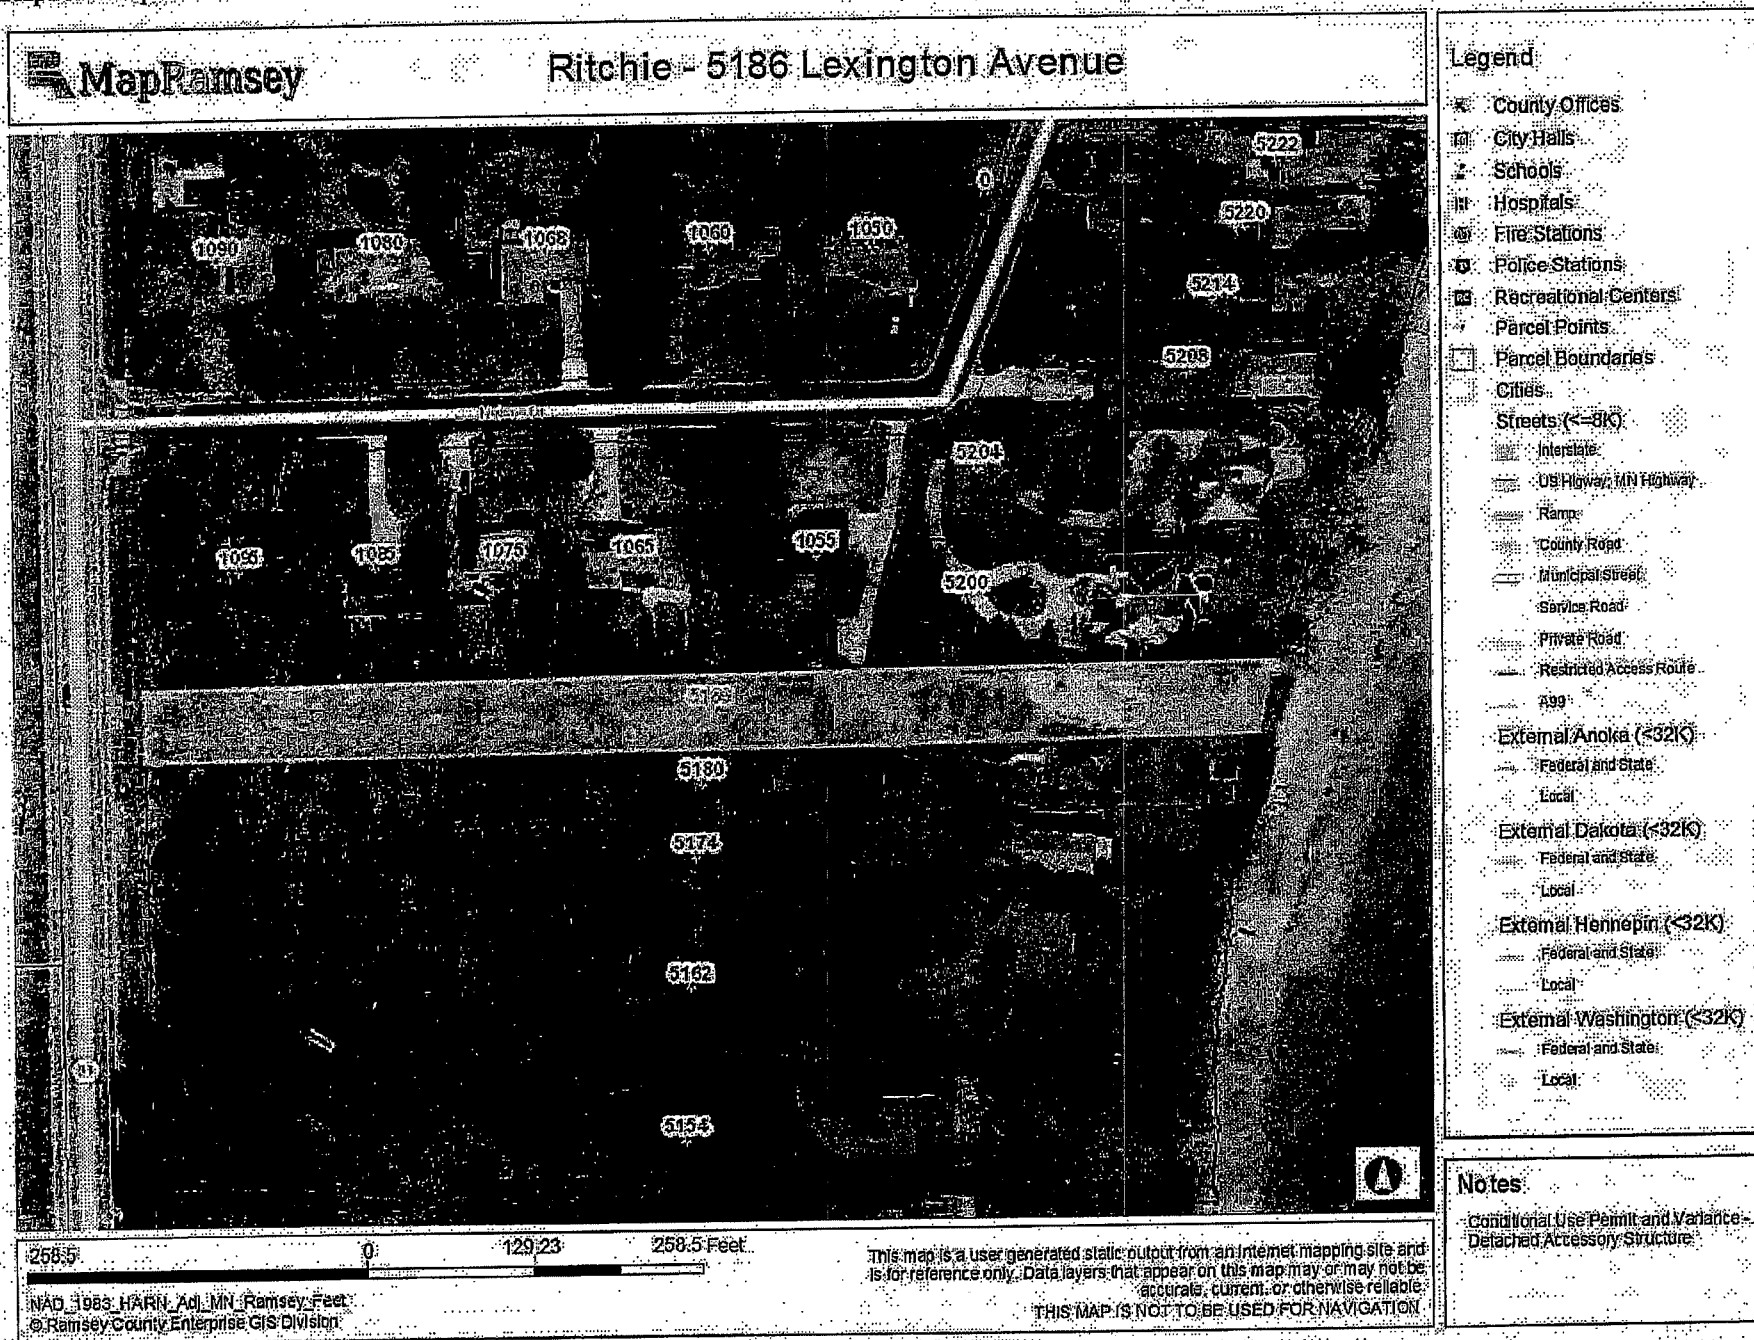 MapRamsey
Ritchie - 5186 Lexington Avenue
5222
0
5220
1090
1080
1068
1060
1050
5214
5208
5204
1095
1085
1075
1065
1055
5200
5180
5174
5162
5154
258.5
0
129.23
258.5 Feet
NAD_1983_HARN_Adj_MN_Ramsey_Feet
© Ramsey County Enterprise GIS Division
This map is a user generated static output from an Internet mapping site and
is for reference only. Data layers that appear on this map may or may not be
accurate, current, or otherwise reliable.
THIS MAP IS NOT TO BE USED FOR NAVIGATION
Legend
County Offices
City Halls
Schools
Hospitals
Fire Stations
Police Stations
RC Recreational Centers
Parcel Points
Parcel Boundaries
Cities
Streets (<=8K)
Interstate
US Higway, MN Highway
Ramp
County Road
Municipal Street
Service Road
Private Road
Restricted Access Route
A99
External Anoka (<32K)
Federal and State
Local
External Dakota (<32K)
Federal and State
Local
External Hennepin (<32K)
Federal and State
Local
External Washington (<32K)
Federal and State
Local
Notes
Conditional Use Permit and Variance -
Detached Accessory Structure